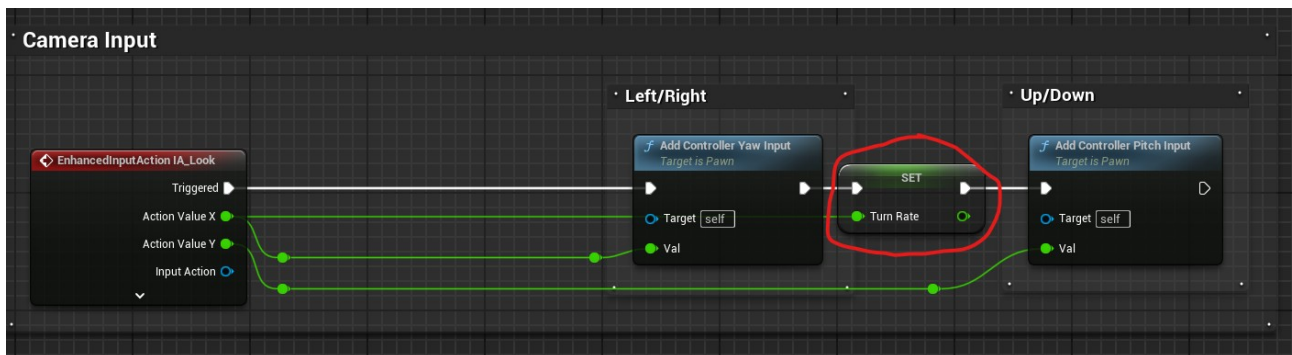 Camera Input
Left/Right
Up/Down
EnhancedInputAction IA_Look
Triggered
Action Value X
Action Value Y
Input Action
f Add Controller Yaw Input
Target is Pawn
Target self
Val
SET
Turn Rate
f Add Controller Pitch Input
Target is Pawn
Target self
Val